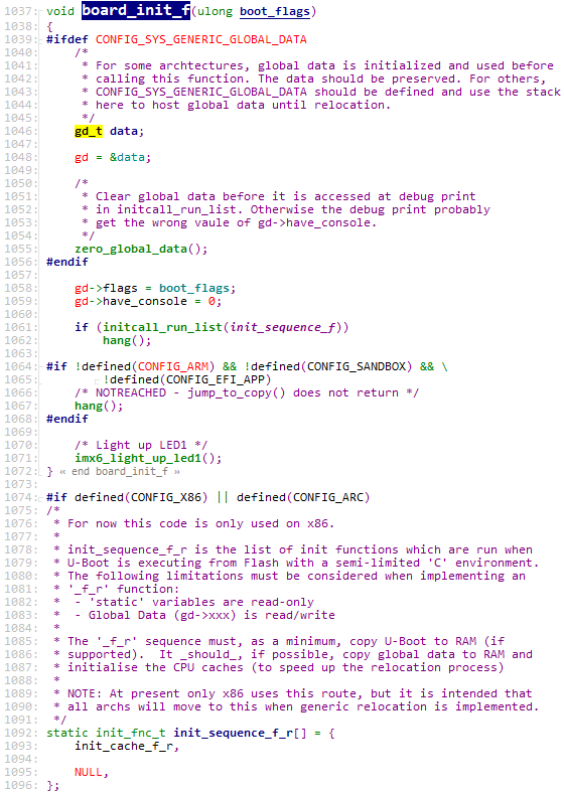 1037: void board_init_f(ulong boot_flags)
1038: {
1039: #ifdef CONFIG_SYS_GENERIC_GLOBAL_DATA
1040:     /*
1041:      * For some archtectures, global data is initialized and used before
1042:      * calling this function. The data should be preserved. For others,
1043:      * CONFIG_SYS_GENERIC_GLOBAL_DATA should be defined and use the stack
1044:      * here to host global data until relocation.
1045:      */
1046:     gd_t data;
1047:
1048:     gd = &data;
1049:
1050:     /*
1051:      * Clear global data before it is accessed at debug print
1052:      * in initcall_run_list. Otherwise the debug print probably
1053:      * get the wrong vaule of gd->have_console.
1054:      */
1055:     zero_global_data();
1056: #endif
1057:
1058:     gd->flags = boot_flags;
1059:     gd->have_console = 0;
1060:
1061:     if (initcall_run_list(init_sequence_f))
1062:         hang();
1063:
1064: #if !defined(CONFIG_ARM) && !defined(CONFIG_SANDBOX) && \
1065:         !defined(CONFIG_EFI_APP)
1066:     /* NOTREACHED - jump_to_copy() does not return */
1067:     hang();
1068: #endif
1069:
1070:     /* Light up LED1 */
1071:     imx6_light_up_led1();
1072: } « end board_init_f »
1073:
1074: #if defined(CONFIG_X86) || defined(CONFIG_ARC)
1075: /*
1076:  * For now this code is only used on x86.
1077:  *
1078:  * init_sequence_f_r is the list of init functions which are run when
1079:  * U-Boot is executing from Flash with a semi-limited 'C' environment.
1080:  * The following limitations must be considered when implementing an
1081:  * '_f_r' function:
1082:  *  - 'static' variables are read-only
1083:  *  - Global Data (gd->xxx) is read/write
1084:  *
1085:  * The '_f_r' sequence must, as a minimum, copy U-Boot to RAM (if
1086:  * supported).  It _should_, if possible, copy global data to RAM and
1087:  * initialise the CPU caches (to speed up the relocation process)
1088:  *
1089:  * NOTE: At present only x86 uses this route, but it is intended that
1090:  * all archs will move to this when generic relocation is implemented.
1091:  */
1092: static init_fnc_t init_sequence_f_r[] = {
1093:     init_cache_f_r,
1094:
1095:     NULL,
1096: };